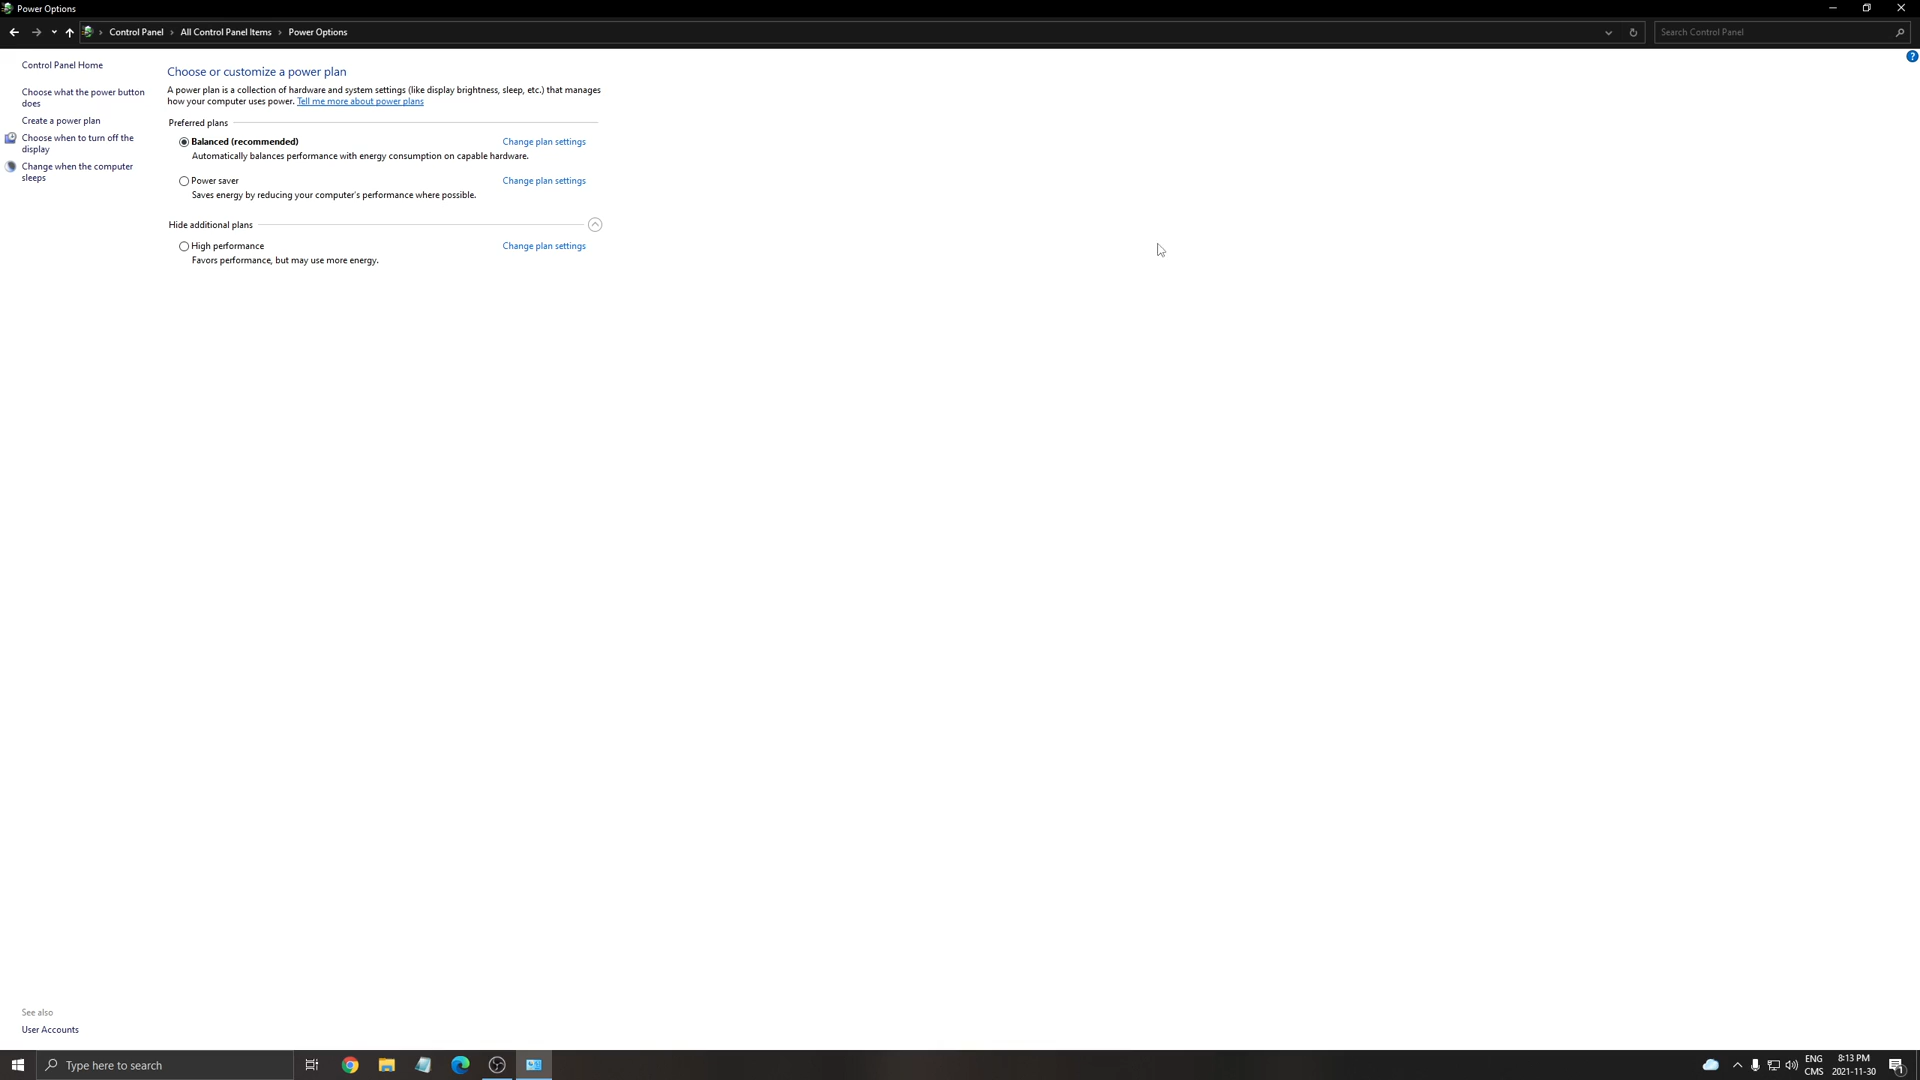 Power Options
Control Panel > All Control Panel Items > Power Options
Search Control Panel
?
Control Panel Home
Choose what the power button
does
Create a power plan
Choose when to turn off the
display
Change when the computer
sleeps
Choose or customize a power plan
A power plan is a collection of hardware and system settings (like display brightness, sleep, etc.) that manages
how your computer uses power. Tell me more about power plans
Preferred plans
Balanced (recommended) Change plan settings
Automatically balances performance with energy consumption on capable hardware.
Power saver Change plan settings
Saves energy by reducing your computer's performance where possible.
Hide additional plans
High performance Change plan settings
Favors performance, but may use more energy.
See also
User Accounts
Type here to search
ENG
CMS
8:13 PM
2021-11-30
1